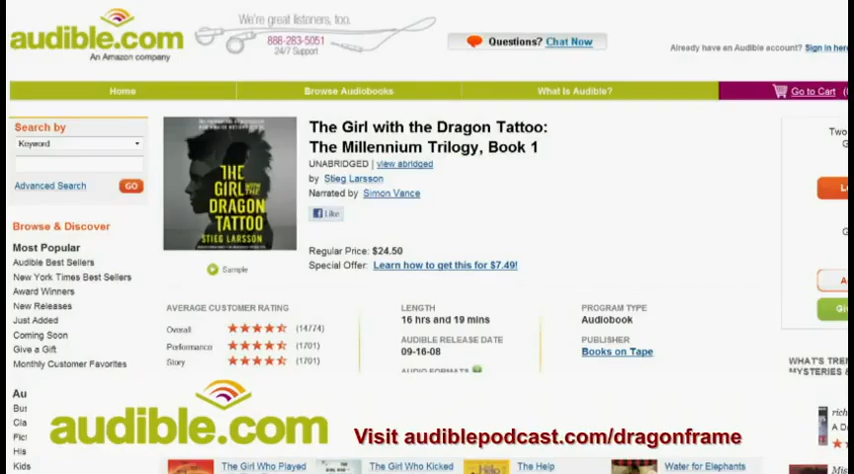 audible.com
An Amazon company
We're great listeners, too.
888-283-5051
24/7 Support
Questions? Chat Now
Already have an Audible account? Sign in here
Home
Browse Audiobooks
What Is Audible?
Go to Cart
Search by
Keyword
Advanced Search
GO
Browse & Discover
Most Popular
Audible Best Sellers
New York Times Best Sellers
Award Winners
New Releases
Just Added
Coming Soon
Give a Gift
Monthly Customer Favorites
THE
GIRL WITH THE
DRAGON
TATTOO
STIEG LARSSON
Sample
The Girl with the Dragon Tattoo:
The Millennium Trilogy, Book 1
UNABRIDGED | view abridged
by Stieg Larsson
Narrated by Simon Vance
Like
Regular Price: $24.50
Special Offer: Learn how to get this for $7.49!
AVERAGE CUSTOMER RATING
Overall (14774)
Performance (1701)
Story (1701)
LENGTH
16 hrs and 19 mins
AUDIBLE RELEASE DATE
09-16-08
AUDIO FORMATS
PROGRAM TYPE
Audiobook
PUBLISHER
Books on Tape
Two
WHAT'S TRE
MYSTERIES &
Au
Cla
Fic
His
Kids
audible.com
Visit audiblepodcast.com/dragonframe
The Girl Who Played
The Girl Who Kicked
The Help
Water for Elephants